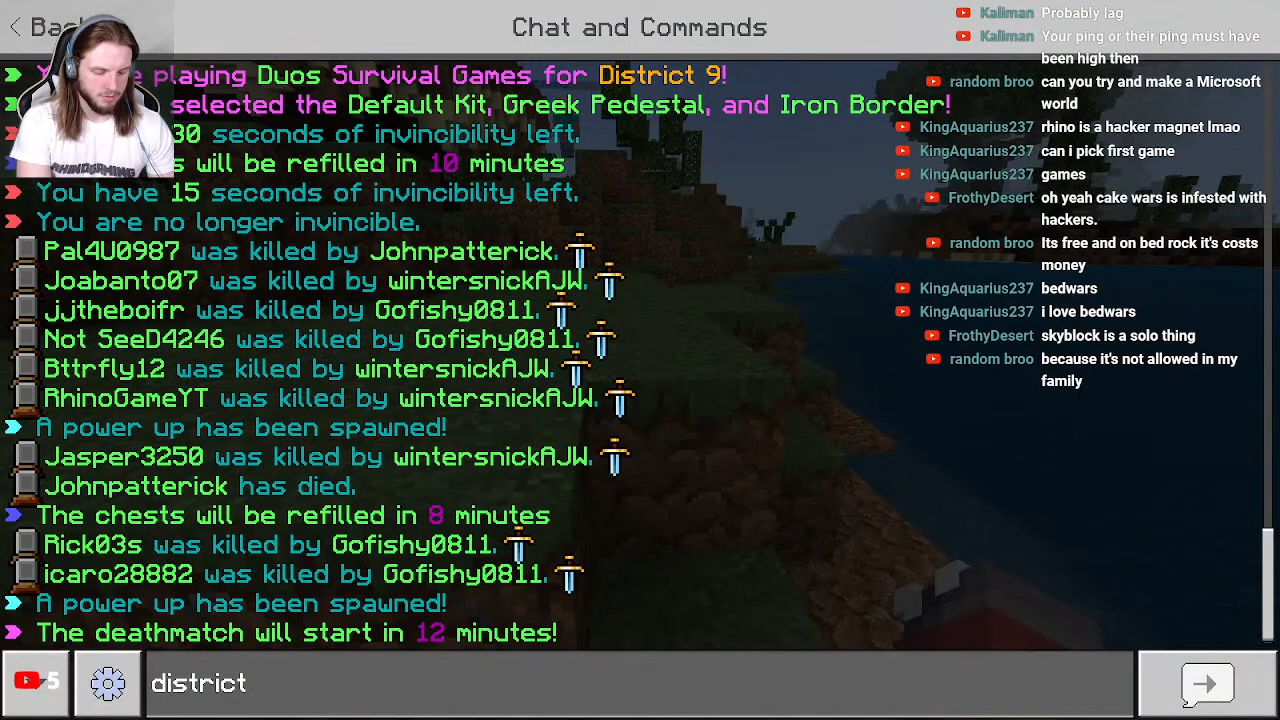 Back
Chat and Commands
playing Duos Survival Games for District 9!
selected the Default Kit, Greek Pedestal, and Iron Border!
30 seconds of invincibility left.
s will be refilled in 10 minutes
You have 15 seconds of invincibility left.
You are no longer invincible.
Pal4U0987 was killed by Johnpatterick.
Joabanto07 was killed by wintersnickAJW.
jjtheboifr was killed by Gofishy0811.
Not SeeD4246 was killed by Gofishy0811.
Bttrfly12 was killed by wintersnickAJW.
RhinoGameYT was killed by wintersnickAJW.
A power up has been spawned!
Jasper3250 was killed by wintersnickAJW.
Johnpatterick has died.
The chests will be refilled in 8 minutes
Rick03s was killed by Gofishy0811.
icaro28882 was killed by Gofishy0811.
A power up has been spawned!
The deathmatch will start in 12 minutes!
5
district
RHINOGAMING
Kaliman Probably lag
Kaliman Your ping or their ping must have
been high then
random broo can you try and make a Microsoft
world
KingAquarius237 rhino is a hacker magnet lmao
KingAquarius237 can i pick first game
KingAquarius237 games
FrothyDesert oh yeah cake wars is infested with
hackers.
random broo Its free and on bed rock it's costs
money
KingAquarius237 bedwars
KingAquarius237 i love bedwars
FrothyDesert skyblock is a solo thing
random broo because it's not allowed in my
family